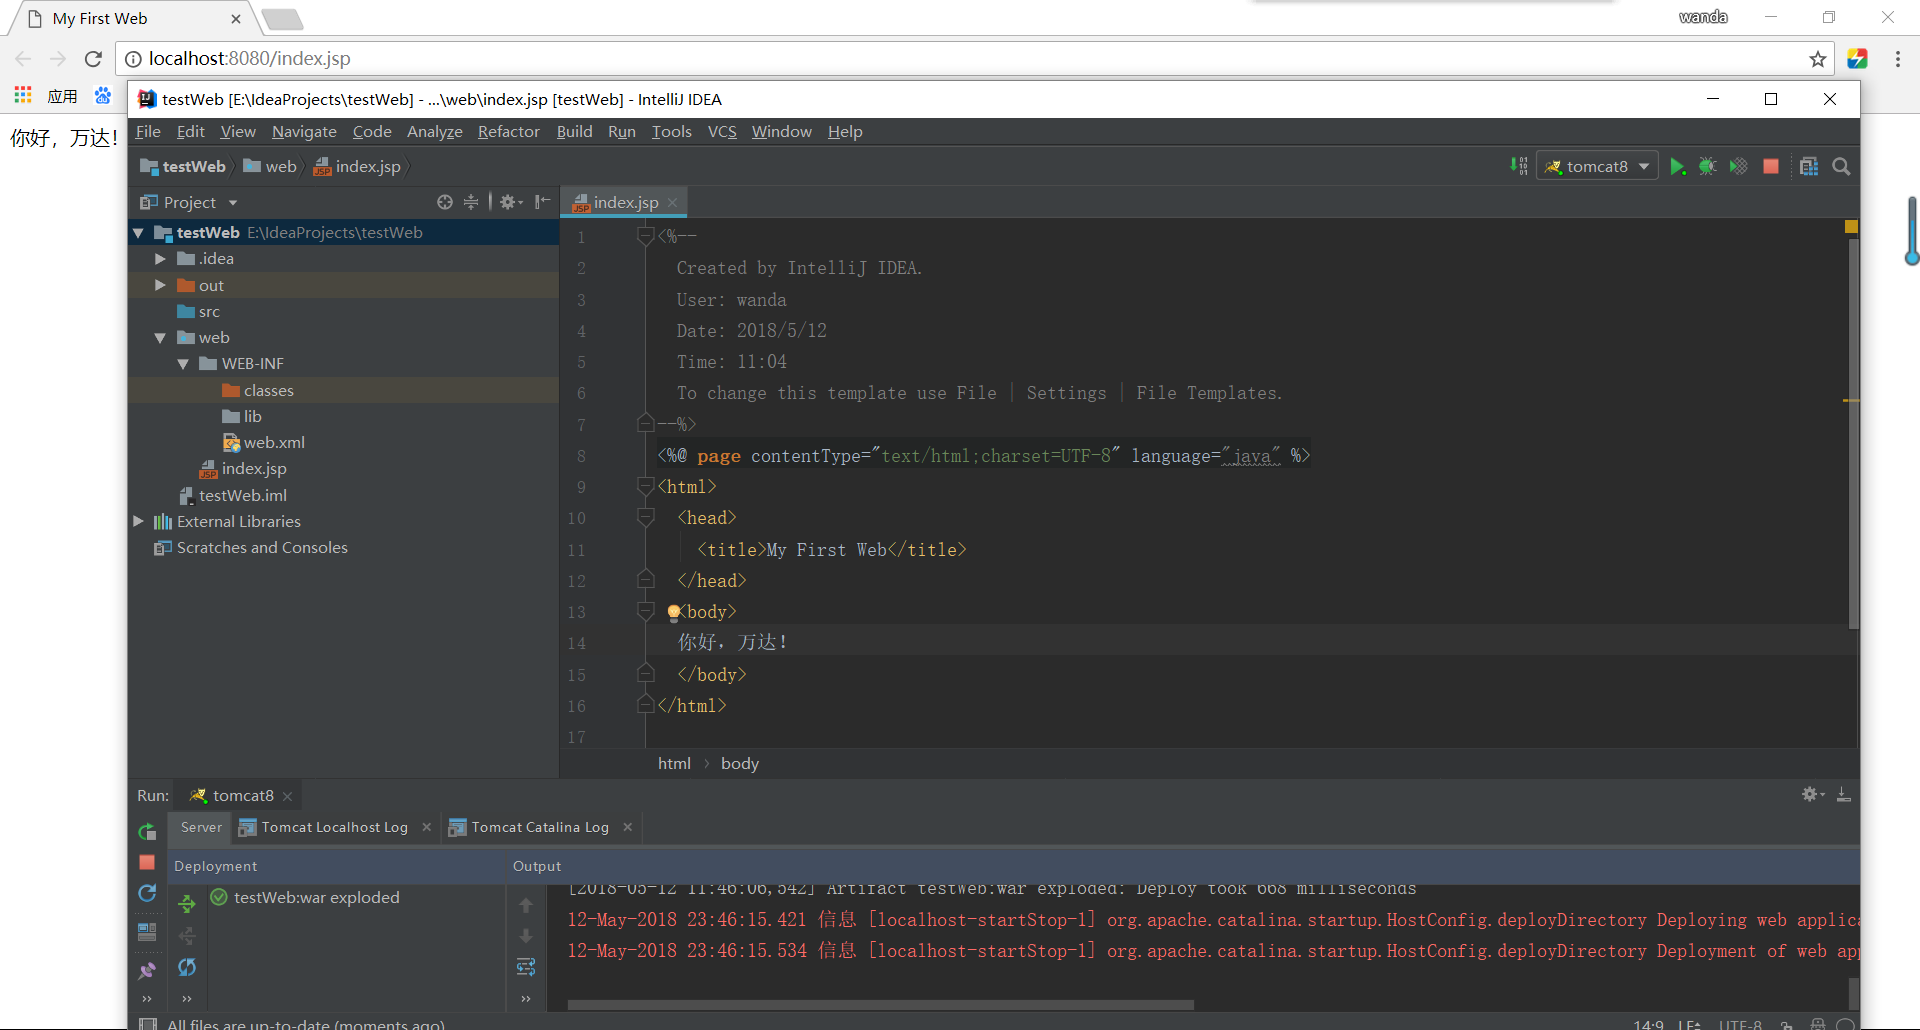 My First Web
wanda
localhost:8080/index.jsp
应用
你好，万达！
testWeb [E:\IdeaProjects\testWeb] - ...\web\index.jsp [testWeb] - IntelliJ IDEA
File Edit View Navigate Code Analyze Refactor Build Run Tools VCS Window Help
testWeb web index.jsp
tomcat8
Project
index.jsp
testWeb E:\IdeaProjects\testWeb
.idea
out
src
web
WEB-INF
classes
lib
web.xml
index.jsp
testWeb.iml
External Libraries
Scratches and Consoles
1 <%--
2 Created by IntelliJ IDEA.
3 User: wanda
4 Date: 2018/5/12
5 Time: 11:04
6 To change this template use File | Settings | File Templates.
7 --%>
8 <%@ page contentType="text/html;charset=UTF-8" language="java" %>
9 <html>
10 <head>
11 <title>My First Web</title>
12 </head>
13 <body>
14 你好，万达！
15 </body>
16 </html>
17
html › body
Run: tomcat8
Server Tomcat Localhost Log Tomcat Catalina Log
Deployment Output
testWeb:war exploded
[2018-05-12 11:46:06,542] Artifact testWeb:war exploded: Deploy took 668 milliseconds
12-May-2018 23:46:15.421 信息 [localhost-startStop-1] org.apache.catalina.startup.HostConfig.deployDirectory Deploying web applica
12-May-2018 23:46:15.534 信息 [localhost-startStop-1] org.apache.catalina.startup.HostConfig.deployDirectory Deployment of web app
All files are up-to-date (moments ago)
14:9 LF UTF-8